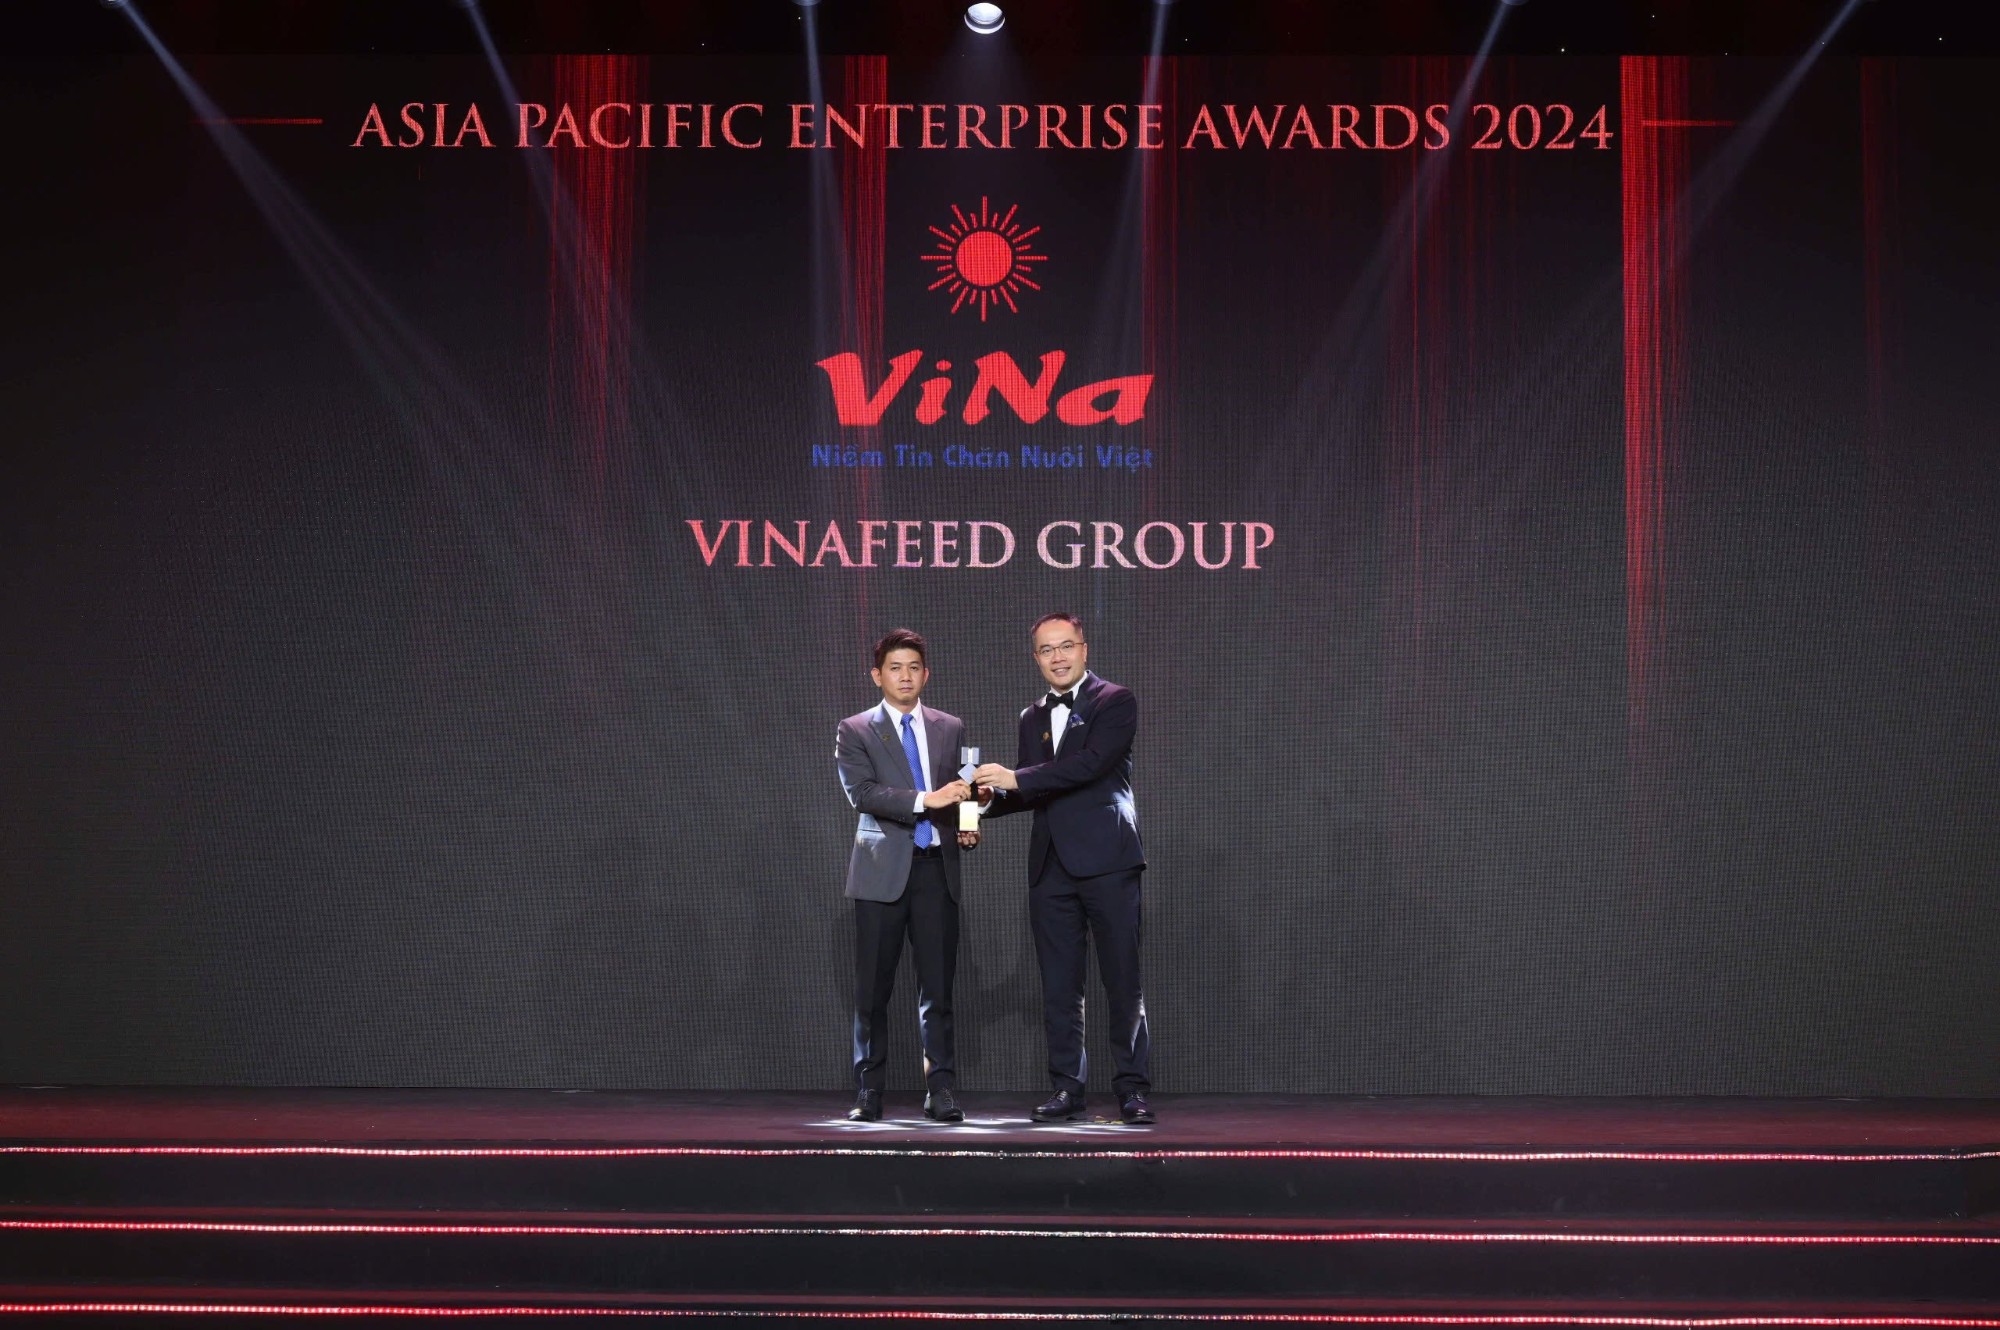 ASIA PACIFIC ENTERPRISE AWARDS 2024
ViNa
Niềm Tin Chăn Nuôi Việt
VINAFEED GROUP